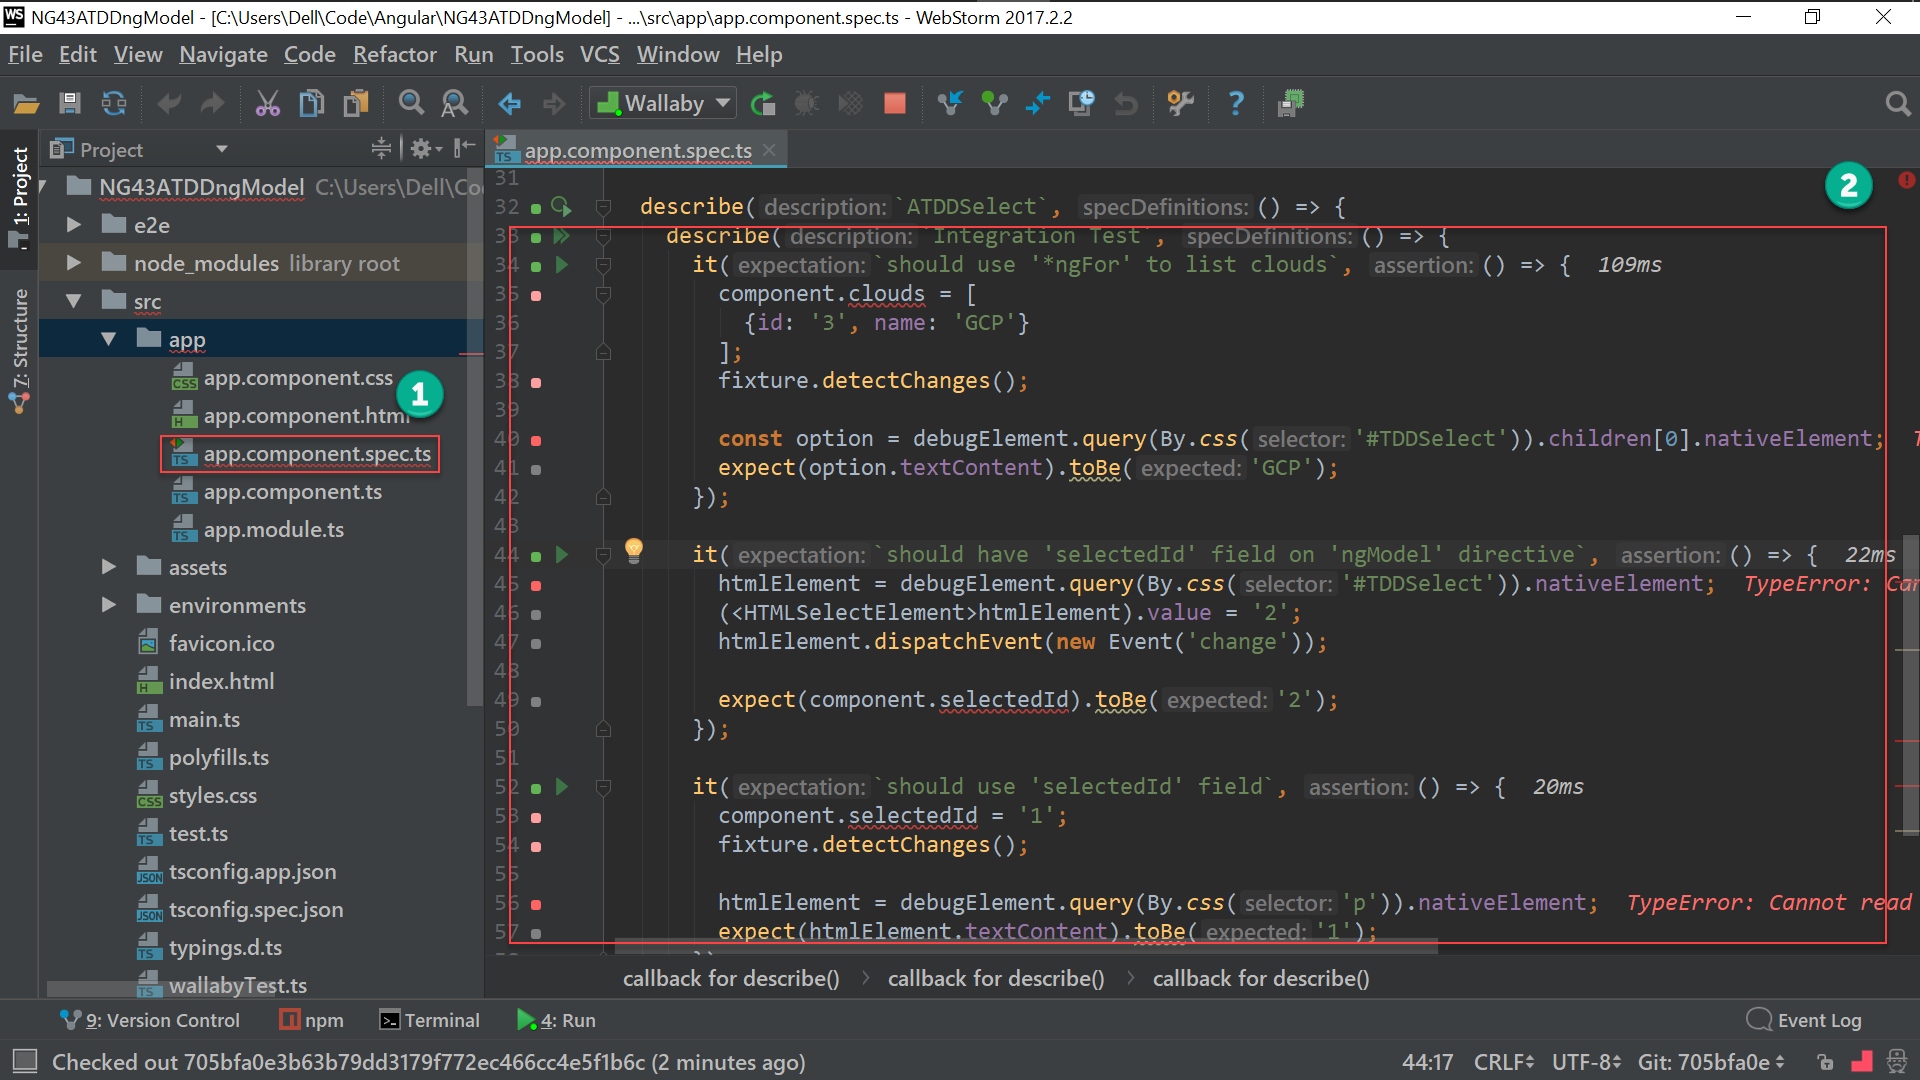 WS NG43ATDDngModel - [C:\Users\Dell\Code\Angular\NG43ATDDngModel] - ...\src\app\app.component.spec.ts - WebStorm 2017.2.2
File Edit View Navigate Code Refactor Run Tools VCS Window Help
Wallaby
1: Project
7: Structure
Project
NG43ATDDngModel C:\Users\Dell\Co
e2e
node_modules library root
src
app
app.component.css
1
app.component.html
app.component.spec.ts
app.component.ts
app.module.ts
assets
environments
favicon.ico
index.html
main.ts
polyfills.ts
styles.css
test.ts
tsconfig.app.json
tsconfig.spec.json
typings.d.ts
wallabyTest.ts
app.component.spec.ts
2
31
32 describe( description: `ATDDSelect`, specDefinitions: () => {
33 describe( description: `Integration Test`, specDefinitions: () => {
34 it( expectation: `should use '*ngFor' to list clouds`, assertion: () => { 109ms
35 component.clouds = [
36 {id: '3', name: 'GCP'}
37 ];
38 fixture.detectChanges();
39
40 const option = debugElement.query(By.css( selector: '#TDDSelect')).children[0].nativeElement;
41 expect(option.textContent).toBe( expected: 'GCP');
42 });
43
44 it( expectation: `should have 'selectedId' field on 'ngModel' directive`, assertion: () => { 22ms
45 htmlElement = debugElement.query(By.css( selector: '#TDDSelect')).nativeElement; TypeError: Can
46 (<HTMLSelectElement>htmlElement).value = '2';
47 htmlElement.dispatchEvent(new Event('change'));
48
49 expect(component.selectedId).toBe( expected: '2');
50 });
51
52 it( expectation: `should use 'selectedId' field`, assertion: () => { 20ms
53 component.selectedId = '1';
54 fixture.detectChanges();
55
56 htmlElement = debugElement.query(By.css( selector: 'p')).nativeElement; TypeError: Cannot read
57 expect(htmlElement.textContent).toBe( expected: '1');
callback for describe() callback for describe() callback for describe()
9: Version Control npm Terminal 4: Run Event Log
Checked out 705bfa0e3b63b79dd3179f772ec466cc4e5f1b6c (2 minutes ago) 44:17 CRLF UTF-8 Git: 705bfa0e